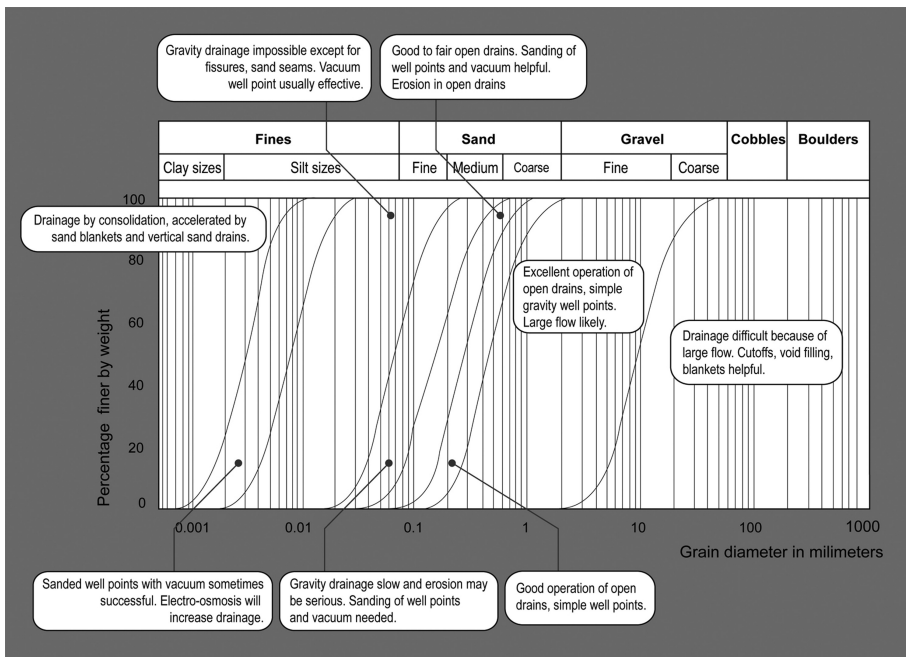 Gravity drainage impossible except for
fissures, sand seams. Vacuum
well point usually effective.
Good to fair open drains. Sanding of
well points and vacuum helpful.
Erosion in open drains
Fines
Sand
Gravel
Cobbles
Boulders
Clay sizes
Silt sizes
Fine
Medium
Coarse
Fine
Coarse
100
Drainage by consolidation, accelerated by
sand blankets and vertical sand drains.
80
Excellent operation of
open drains, simple
gravity well points.
Large flow likely.
60
Drainage difficult because of
large flow. Cutoffs, void filling,
blankets helpful.
40
20
0
Percentage finer by weight
0.001
0.01
0.1
1
10
100
1000
Grain diameter in milimeters
Sanded well points with vacuum sometimes
successful. Electro-osmosis will
increase drainage.
Gravity drainage slow and erosion may
be serious. Sanding of well points
and vacuum needed.
Good operation of open
drains, simple well points.